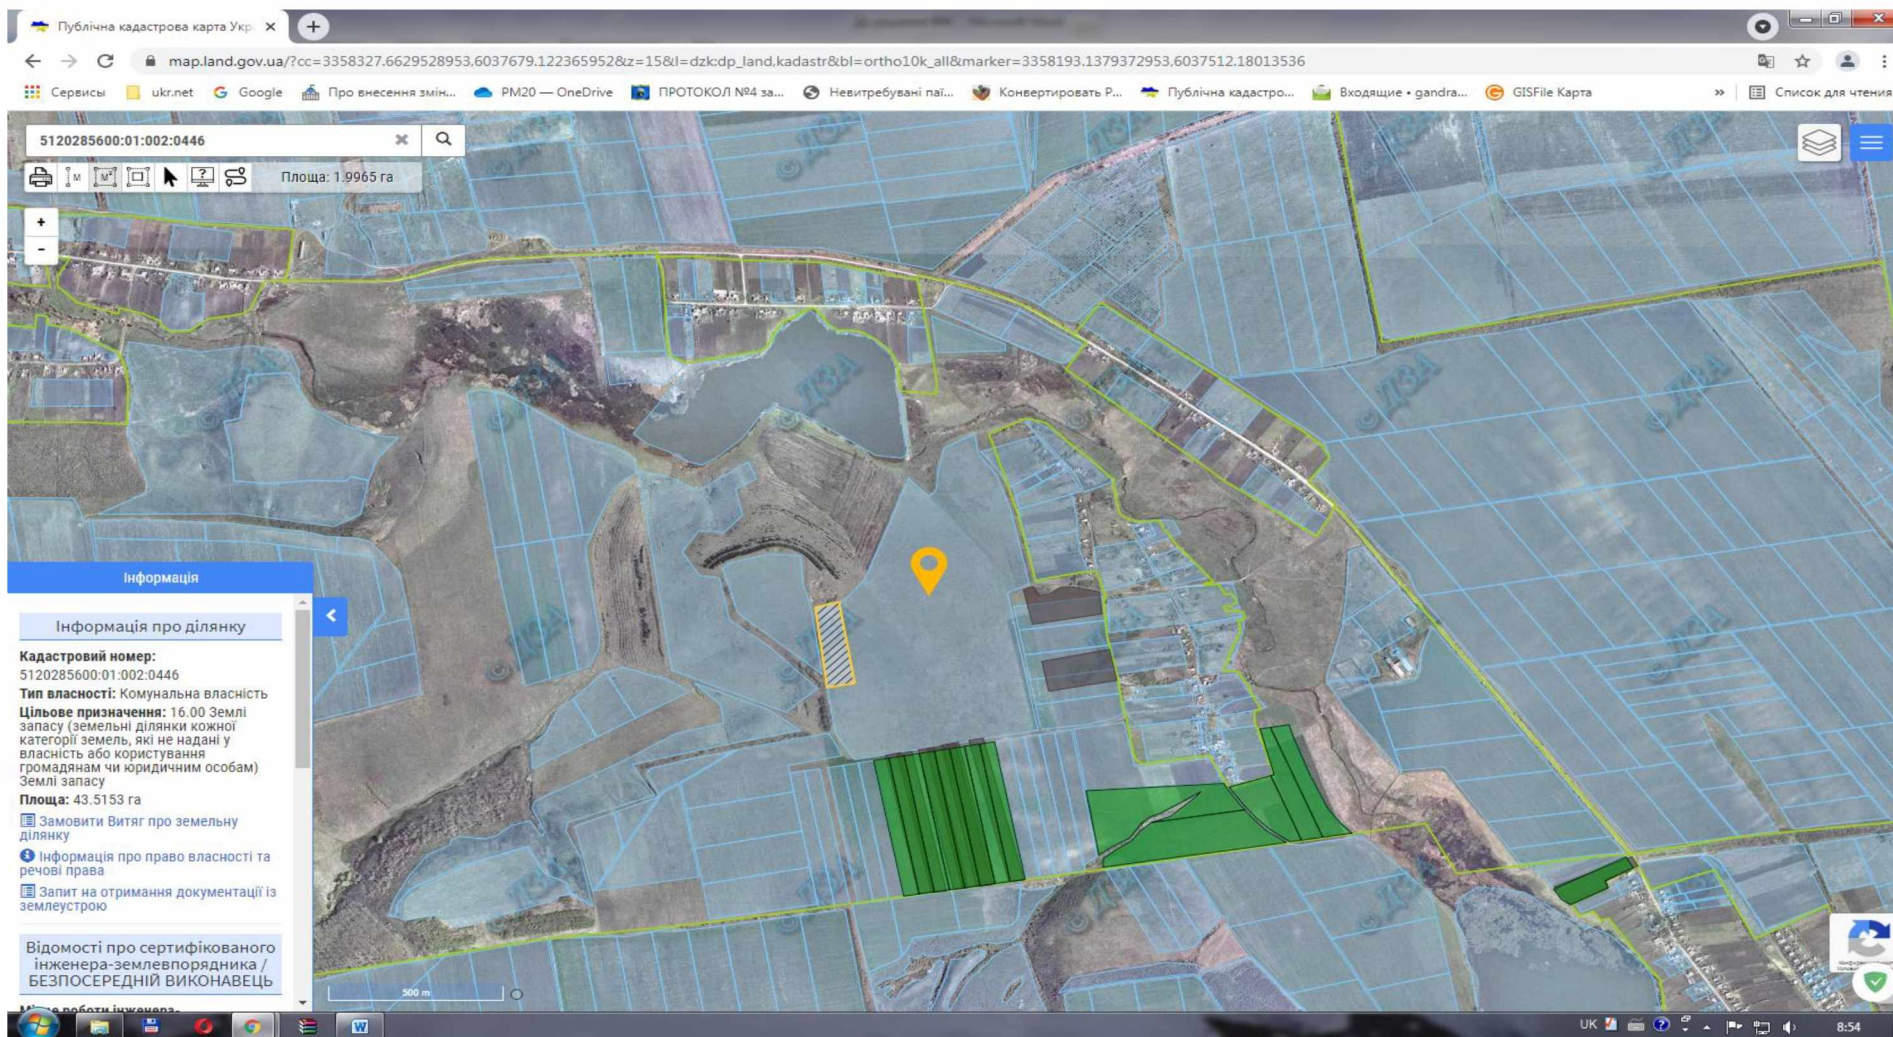 Публічна кадастрова карта Укр
map.land.gov.ua/?cc=3358327.6629528953,6037679.122365952&z=15&l=dzk:dp_land,kadastr&bl=ortho10k_all&marker=3358193.1379372953,6037512.18013536
Сервисы ukr.net Google Про внесення змін... PM20 — OneDrive ПРОТОКОЛ №4 за... Невитребувані паї... Конвертировать P... Публічна кадастро... Входящие • gandra... GISFile Карта » Список для чтения
5120285600:01:002:0446
Площа: 1.9965 га
+
-
© ДЗА
Інформація
Інформація про ділянку
Кадастровий номер:
5120285600:01:002:0446
Тип власності: Комунальна власність
Цільове призначення: 16.00 Землі
запасу (земельні ділянки кожної
категорії земель, які не надані у
власність або користування
громадянам чи юридичним особам)
Землі запасу
Площа: 43.5153 га
Замовити Витяг про земельну
ділянку
Інформація про право власності та
речові права
Запит на отримання документації із
землеустрою
Відомості про сертифікованого
інженера-землевпорядника /
БЕЗПОСЕРЕДНІЙ ВИКОНАВЕЦЬ
500 m
UK 8:54